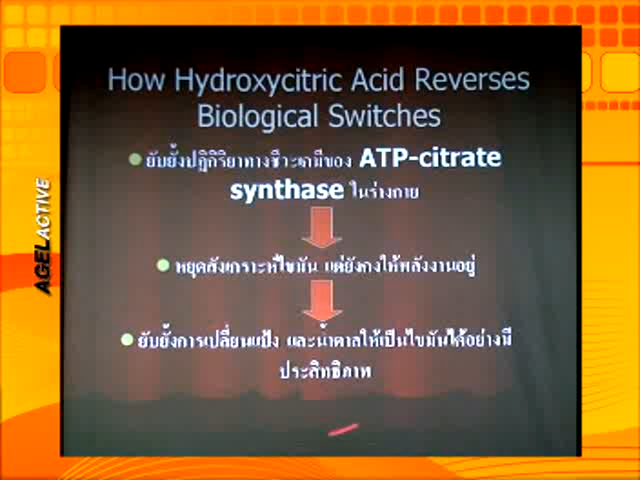 How Hydroxycitric Acid Reverses
Biological Switches
ยับยั้งปฏิกิริยาทางชีวะเคมีของ ATP-citrate
synthase ในร่างกาย
หยุดสังเคราะห์ไขมัน แต่ยังคงให้พลังงานอยู่
ยับยั้งการเปลี่ยนแป้ง และน้ำตาลให้เป็นไขมันได้อย่างมี
ประสิทธิภาพ
AGELACTIVE